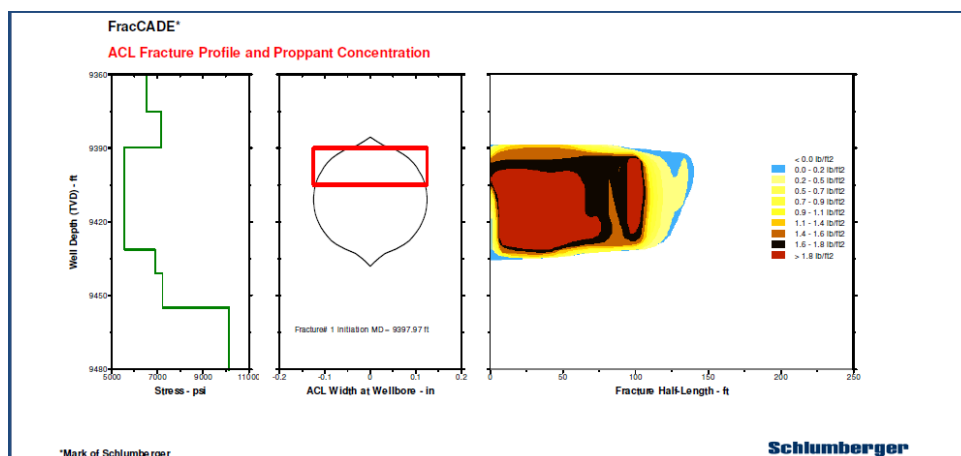 FracCADE*
ACL Fracture Profile and Proppant Concentration
Well Depth (TVD) - ft
9360
9390
9420
9450
9480
5000
7000
9000
11000
Stress - psi
-0.2
-0.1
0
0.1
0.2
ACL Width at Wellbore - in
Fracture# 1 Initiation MD = 9397.97 ft
0
50
100
150
200
250
Fracture Half-Length - ft
< 0.0 lb/ft2
0.0 - 0.2 lb/ft2
0.2 - 0.5 lb/ft2
0.5 - 0.7 lb/ft2
0.7 - 0.9 lb/ft2
0.9 - 1.1 lb/ft2
1.1 - 1.4 lb/ft2
1.4 - 1.6 lb/ft2
1.6 - 1.8 lb/ft2
> 1.8 lb/ft2
*Mark of Schlumberger
Schlumberger